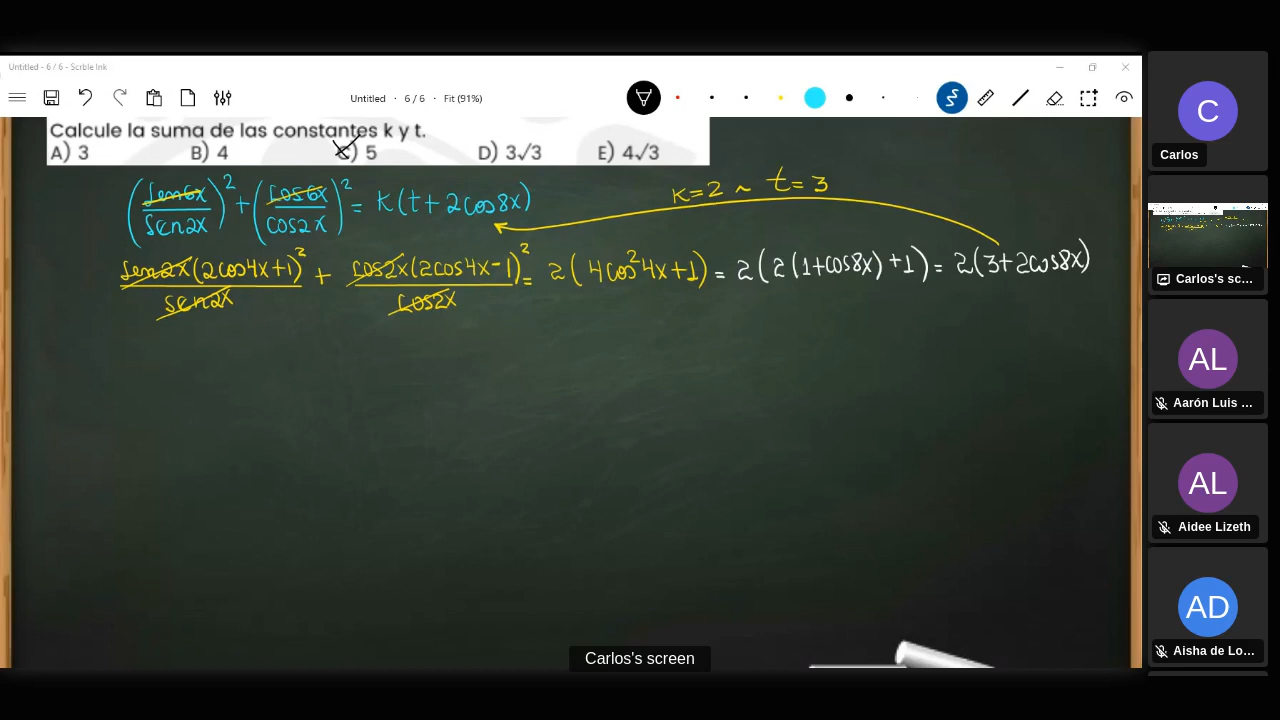 Untitled - 6 / 6 - Scrble Ink
Untitled · 6 / 6 · Fit (91%)
Calcule la suma de las constantes k y t.
A) 3 B) 4 C) 5 D) 3√3 E) 4√3
K=2 ~ t=3
(sen6x/sen2x)² + (cos6x/cos2x)² = K(t+2cos8x)
sen2x(2cos4x+1)²/sen2x + cos2x(2cos4x-1)²/cos2x = 2(4cos²4x+1) = 2(2(1+cos8x)+1) = 2(3+2cos8x)
Carlos's screen
C
Carlos
Carlos's sc...
AL
Aarón Luis ...
AL
Aidee Lizeth
AD
Aisha de Lo...